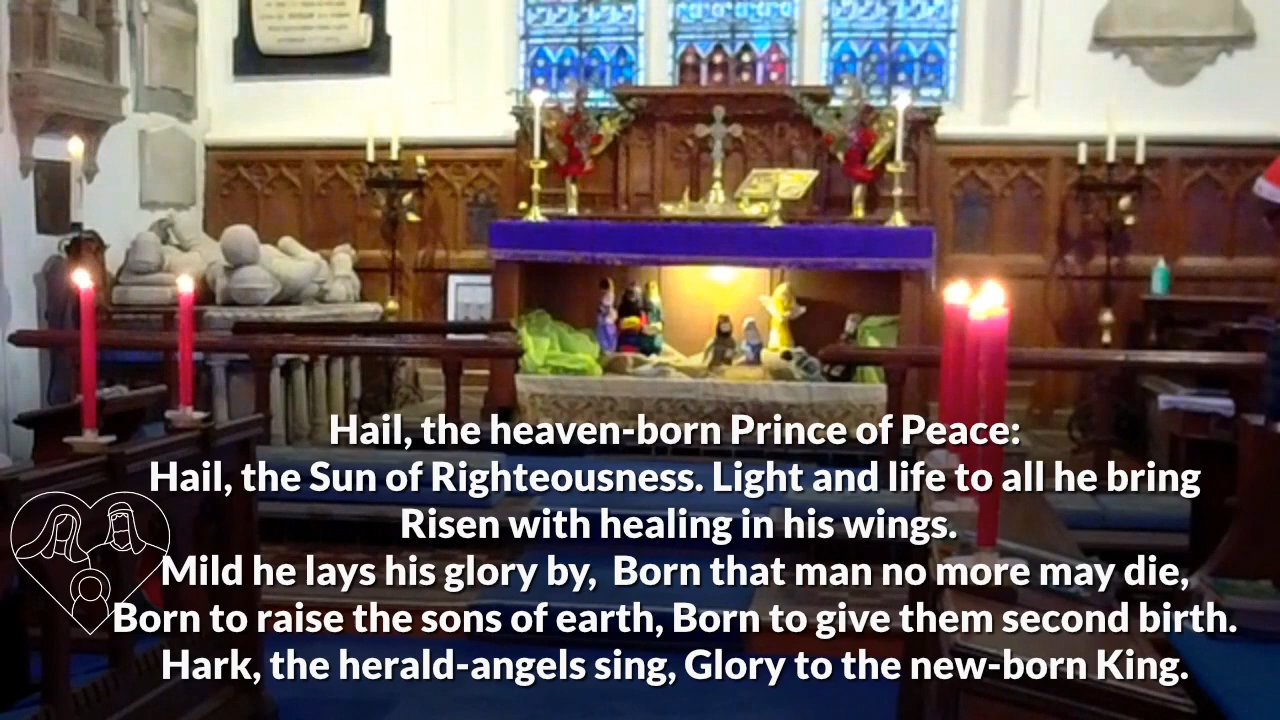 Hail, the heaven-born Prince of Peace:
Hail, the Sun of Righteousness. Light and life to all he bring
Risen with healing in his wings.
Mild he lays his glory by,  Born that man no more may die,
Born to raise the sons of earth, Born to give them second birth.
Hark, the herald-angels sing, Glory to the new-born King.